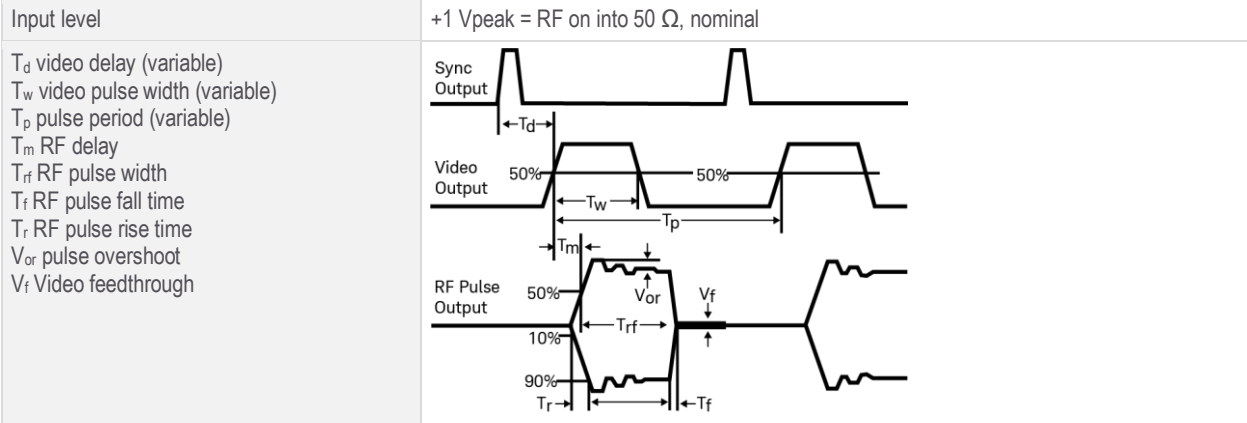 Input level
+1 Vpeak = RF on into 50 Ω, nominal
Td video delay (variable)
Tw video pulse width (variable)
Tp pulse period (variable)
Tm RF delay
Trf RF pulse width
Tf RF pulse fall time
Tr RF pulse rise time
Vor pulse overshoot
Vf Video feedthrough
Sync
Output
Td
Video
Output
50%
50%
Tw
Tp
Tm
RF Pulse
Output
50%
Vor
Vf
Trf
10%
90%
Tr
Tf